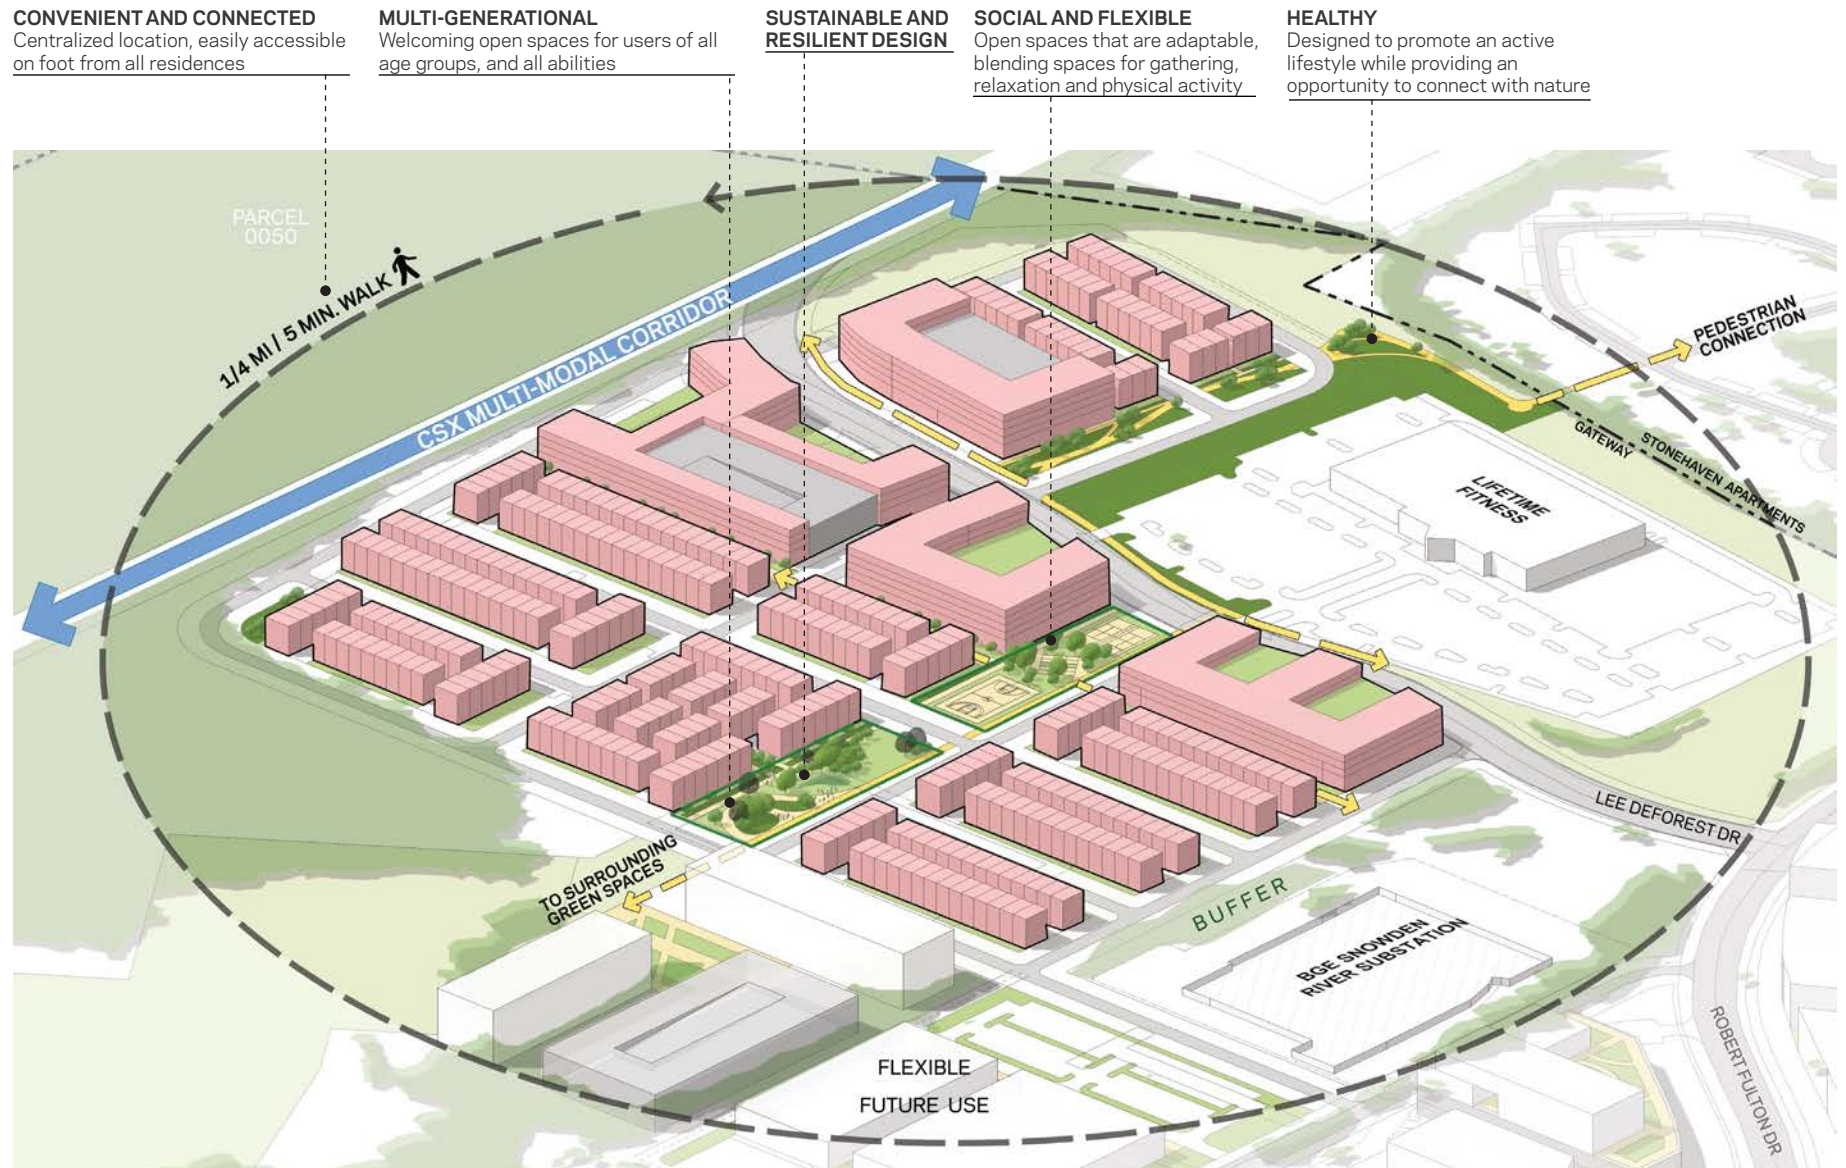 CONVENIENT AND CONNECTED
Centralized location, easily accessible
on foot from all residences
MULTI-GENERATIONAL
Welcoming open spaces for users of all
age groups, and all abilities
SUSTAINABLE AND
RESILIENT DESIGN
SOCIAL AND FLEXIBLE
Open spaces that are adaptable,
blending spaces for gathering,
relaxation and physical activity
HEALTHY
Designed to promote an active
lifestyle while providing an
opportunity to connect with nature
PARCEL
0050
1/4 MI / 5 MIN. WALK
CSX MULTI-MODAL CORRIDOR
PEDESTRIAN
CONNECTION
GATEWAY
STONEHAVEN APARTMENTS
LIFETIME
FITNESS
LEE DEFOREST DR
TO SURROUNDING
GREEN SPACES
BUFFER
BGE SNOWDEN
RIVER SUBSTATION
ROBERT FULTON DR
FLEXIBLE
FUTURE USE